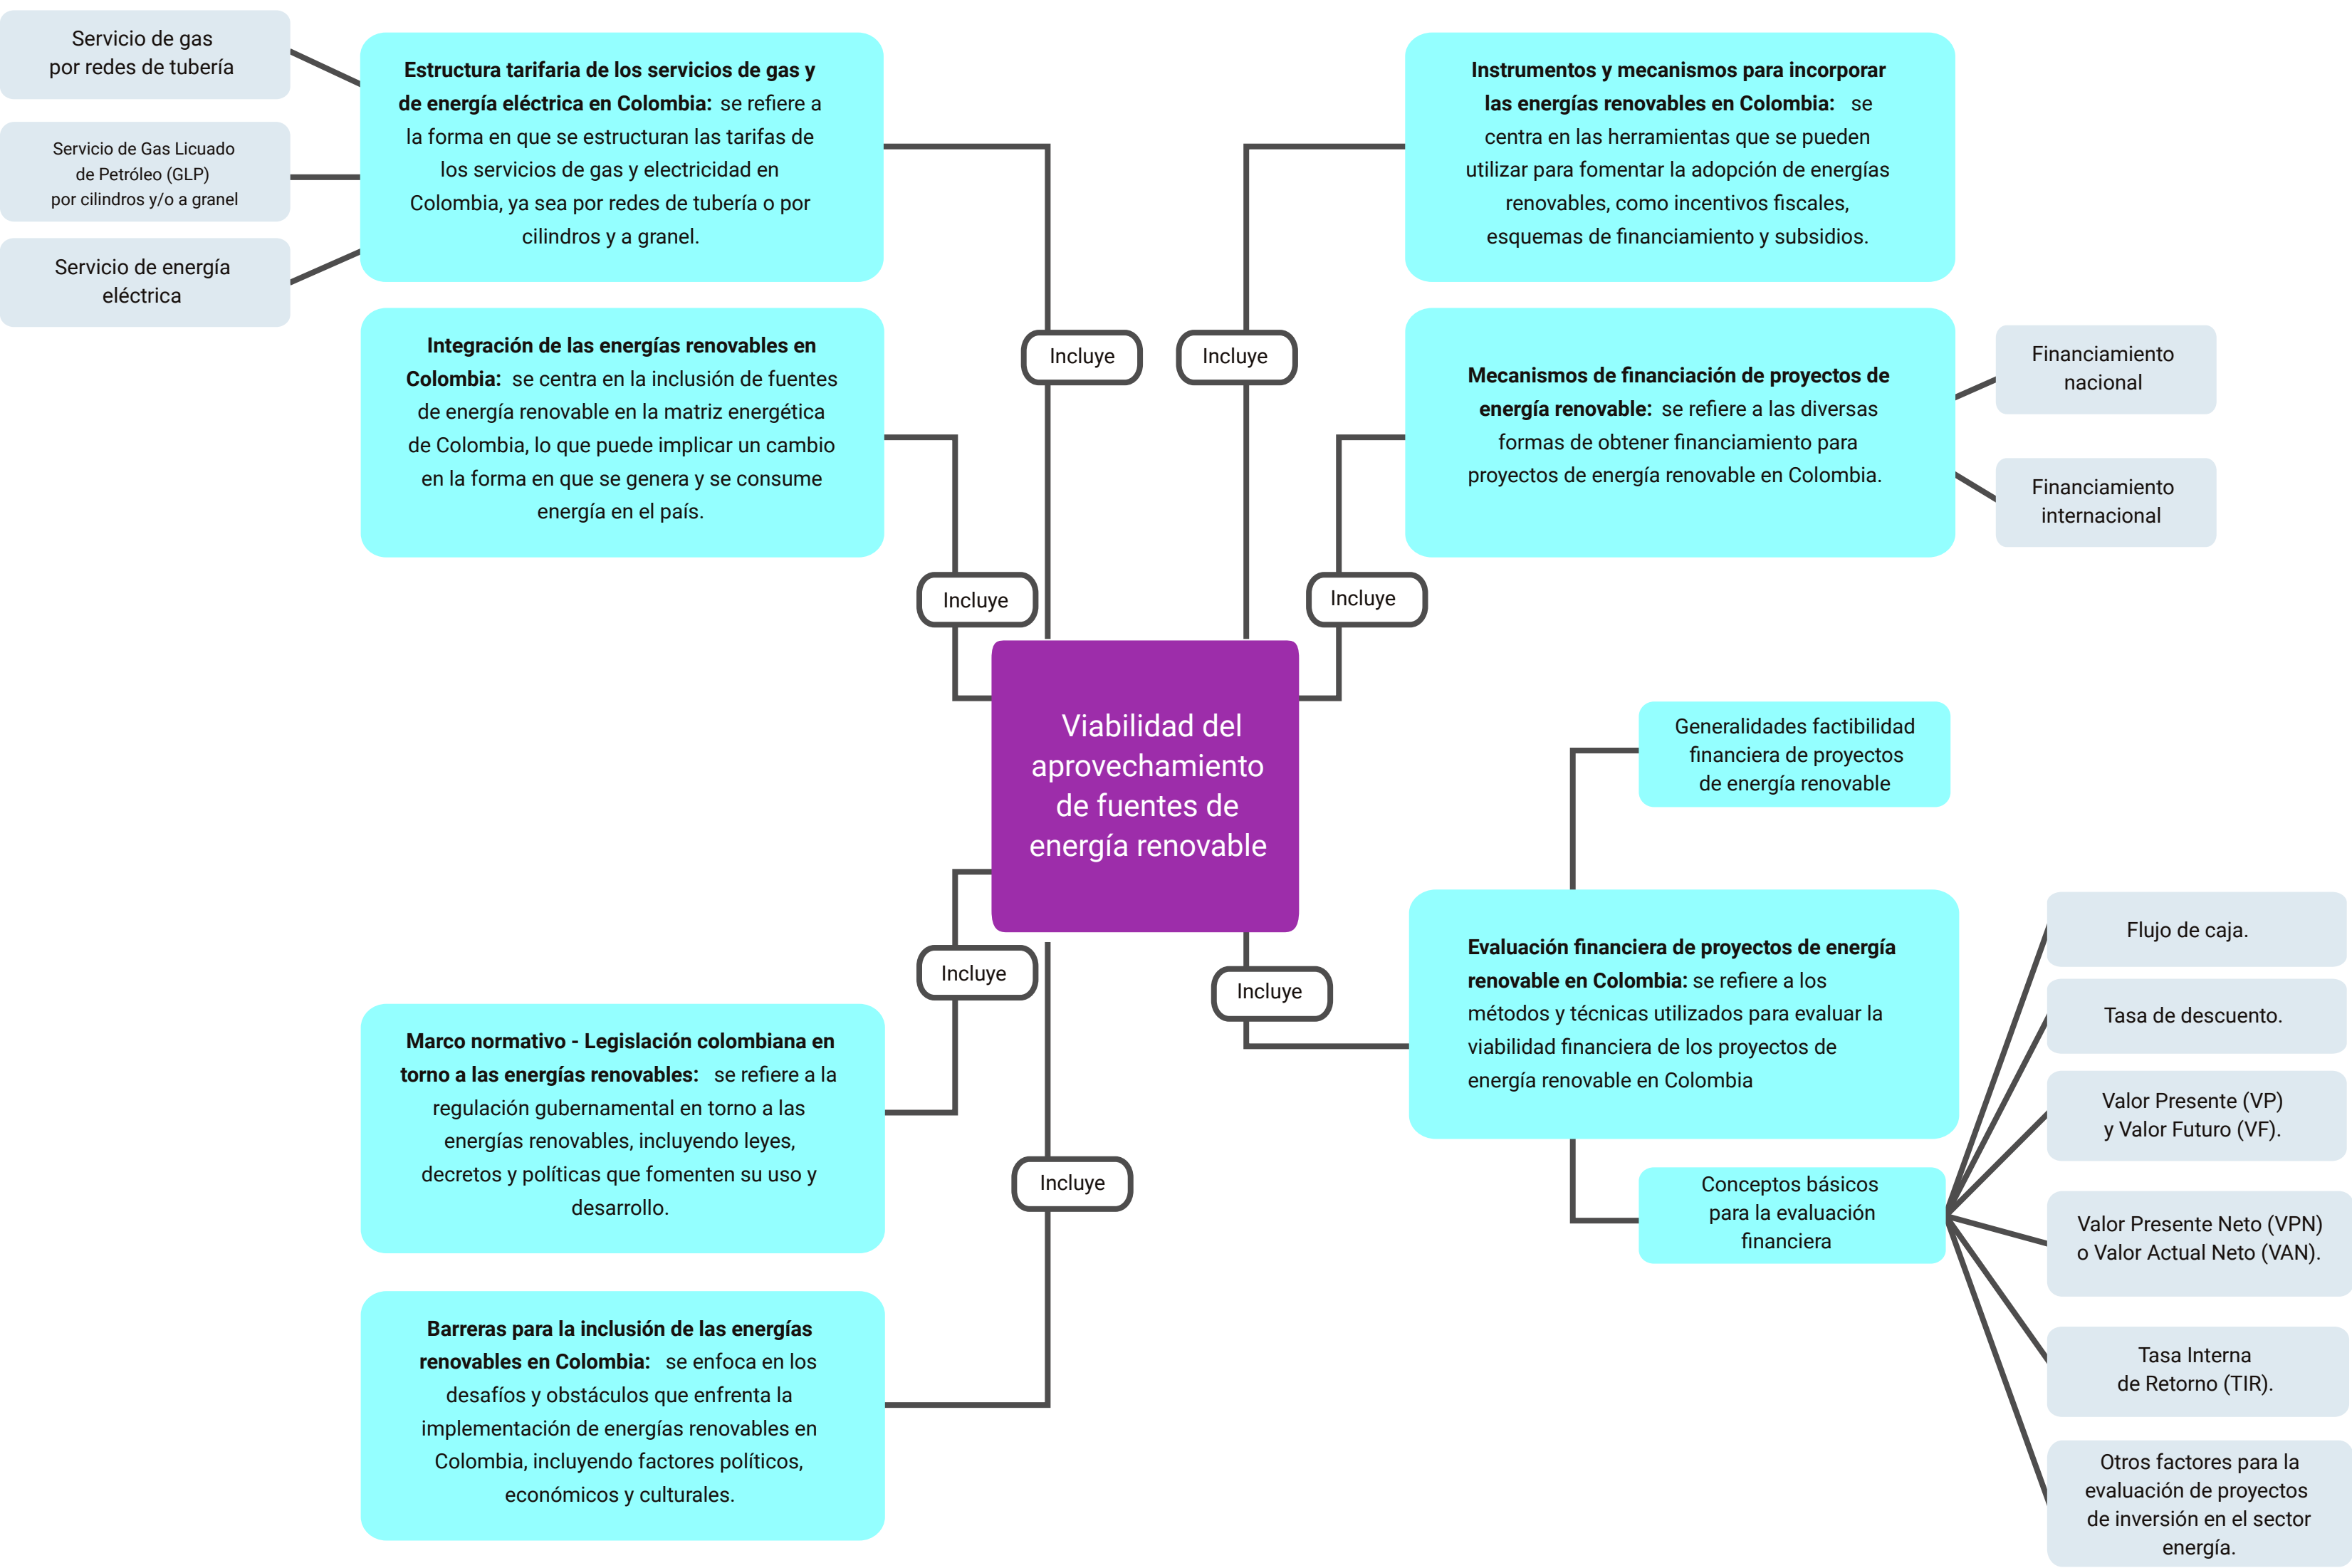 Servicio de gas
por redes de tubería
Servicio de Gas Licuado
de Petróleo (GLP)
por cilindros y/o a granel
Servicio de energía
eléctrica
Estructura tarifaria de los servicios de gas y
de energía eléctrica en Colombia: se refiere a
la forma en que se estructuran las tarifas de
los servicios de gas y electricidad en
Colombia, ya sea por redes de tubería o por
cilindros y a granel.
Integración de las energías renovables en
Colombia: se centra en la inclusión de fuentes
de energía renovable en la matriz energética
de Colombia, lo que puede implicar un cambio
en la forma en que se genera y se consume
energía en el país.
Incluye
Incluye
Instrumentos y mecanismos para incorporar
las energías renovables en Colombia: se
centra en las herramientas que se pueden
utilizar para fomentar la adopción de energías
renovables, como incentivos fiscales,
esquemas de financiamiento y subsidios.
Mecanismos de financiación de proyectos de
energía renovable: se refiere a las diversas
formas de obtener financiamiento para
proyectos de energía renovable en Colombia.
Financiamiento
nacional
Financiamiento
internacional
Incluye
Incluye
Viabilidad del
aprovechamiento
de fuentes de
energía renovable
Generalidades factibilidad
financiera de proyectos
de energía renovable
Incluye
Incluye
Incluye
Marco normativo - Legislación colombiana en
torno a las energías renovables: se refiere a la
regulación gubernamental en torno a las
energías renovables, incluyendo leyes,
decretos y políticas que fomenten su uso y
desarrollo.
Barreras para la inclusión de las energías
renovables en Colombia: se enfoca en los
desafíos y obstáculos que enfrenta la
implementación de energías renovables en
Colombia, incluyendo factores políticos,
económicos y culturales.
Evaluación financiera de proyectos de energía
renovable en Colombia: se refiere a los
métodos y técnicas utilizados para evaluar la
viabilidad financiera de los proyectos de
energía renovable en Colombia
Conceptos básicos
para la evaluación
financiera
Flujo de caja.
Tasa de descuento.
Valor Presente (VP)
y Valor Futuro (VF).
Valor Presente Neto (VPN)
o Valor Actual Neto (VAN).
Tasa Interna
de Retorno (TIR).
Otros factores para la
evaluación de proyectos
de inversión en el sector
energía.